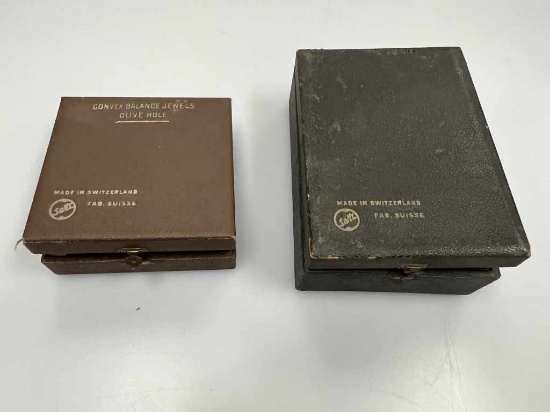 CONVEX BALANCE JEWELS
OLIVE HOLE
MADE IN SWITZERLAND
Seitz
FAB. SUISSE
MADE IN SWITZERLAND
Seitz
FAB. SUISSE